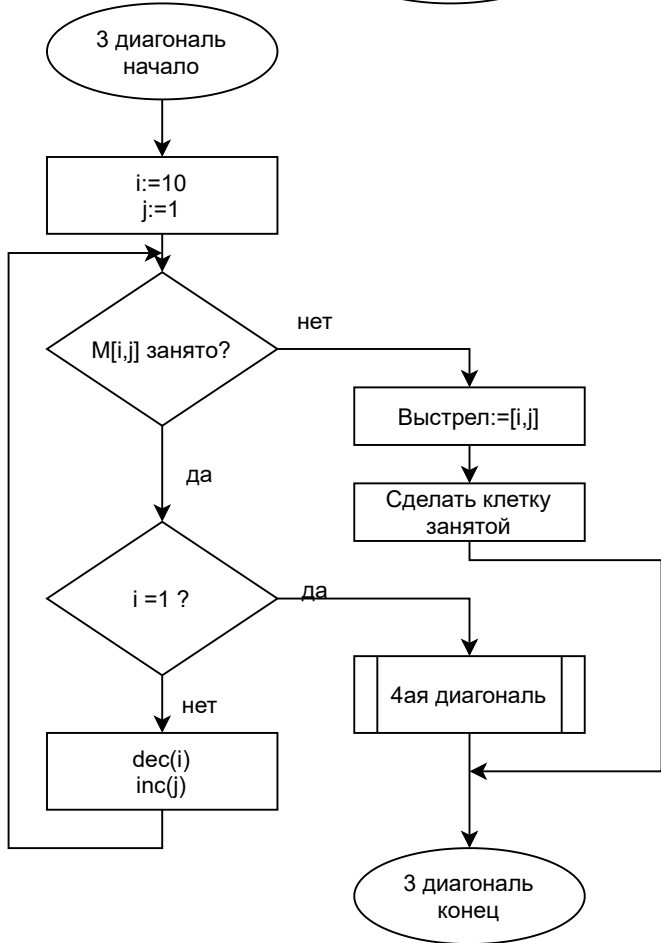 3 диагональ
начало
i:=10
j:=1
M[i,j] занято?
нет
Выстрел:=[i,j]
да
Сделать клетку
занятой
i =1 ?
да
4ая диагональ
нет
dec(i)
inc(j)
3 диагональ
конец